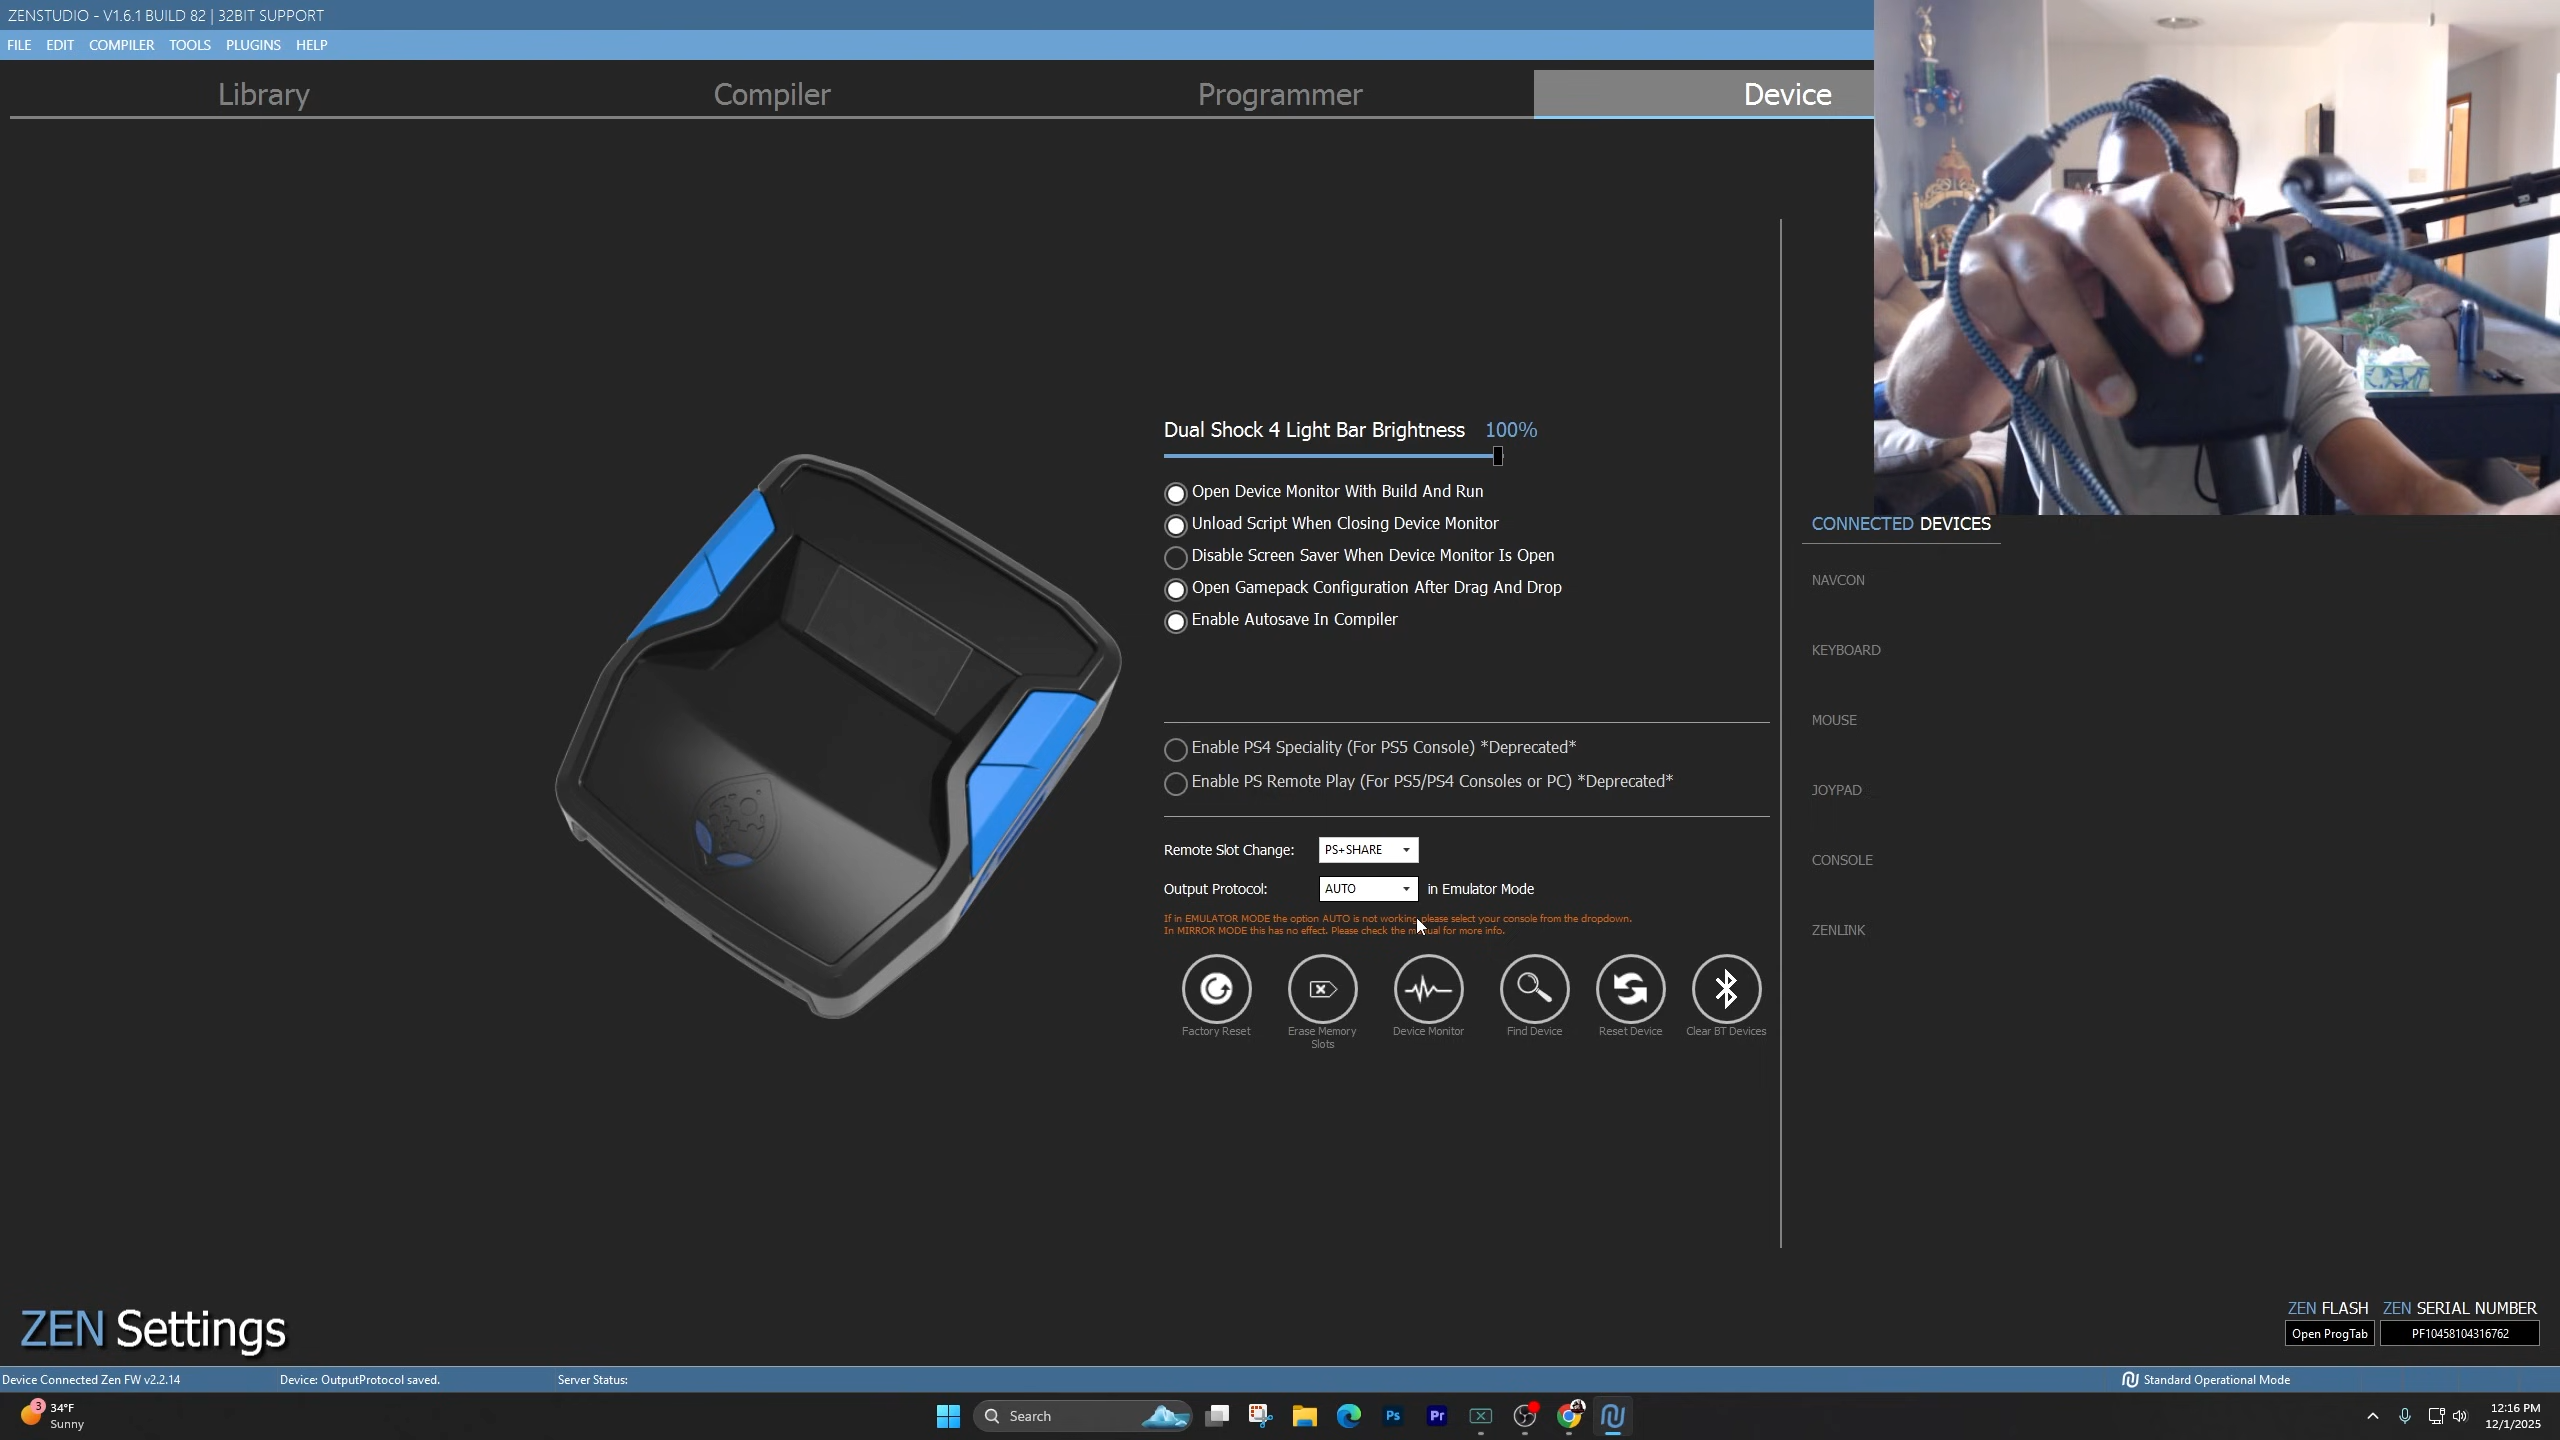 ZENSTUDIO - V1.6.1 BUILD 82 | 32BIT SUPPORT
FILE EDIT COMPILER TOOLS PLUGINS HELP
Library Compiler Programmer Device
Dual Shock 4 Light Bar Brightness 100%
Open Device Monitor With Build And Run
Unload Script When Closing Device Monitor
Disable Screen Saver When Device Monitor Is Open
Open Gamepack Configuration After Drag And Drop
Enable Autosave In Compiler
Enable PS4 Speciality (For PS5 Console) *Deprecated*
Enable PS Remote Play (For PS5/PS4 Consoles or PC) *Deprecated*
Remote Slot Change: PS+SHARE
Output Protocol: AUTO in Emulator Mode
If in EMULATOR MODE the option AUTO is not working please select your console from the dropdown.
In MIRROR MODE this has no effect. Please check the manual for more info.
Factory Reset
Erase Memory
Slots
Device Monitor
Find Device
Reset Device
Clear BT Devices
CONNECTED DEVICES
NAVCON
KEYBOARD
MOUSE
JOYPAD
CONSOLE
ZENLINK
ZEN Settings
ZEN FLASH ZEN SERIAL NUMBER
Open ProgTab PF10458104316762
Device Connected Zen FW v2.2.14 Device: OutputProtocol saved. Server Status: Standard Operational Mode
3
34°F
Sunny
Search
Ps
Pr
12:16 PM
12/1/2025